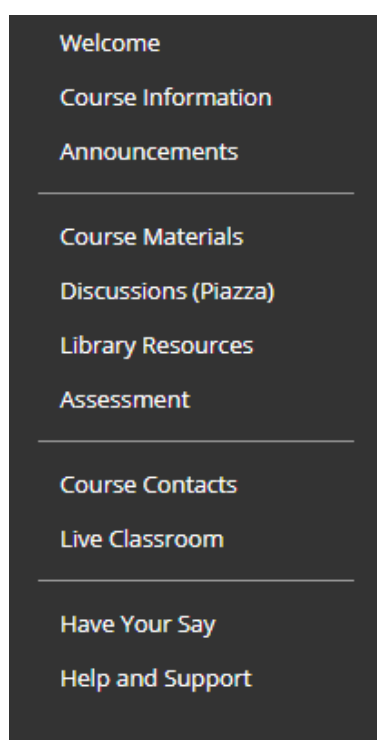 Welcome
Course Information
Announcements
Course Materials
Discussions (Piazza)
Library Resources
Assessment
Course Contacts
Live Classroom
Have Your Say
Help and Support